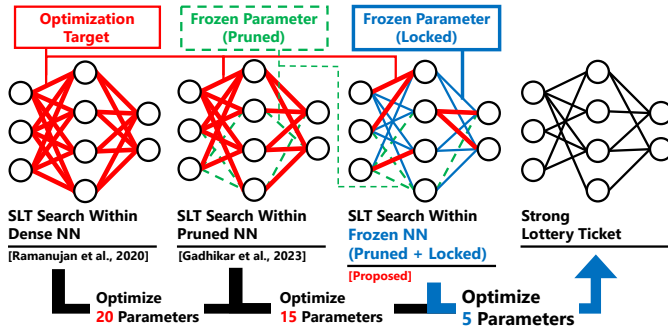 Optimization
Target
Frozen Parameter
(Pruned)
Frozen Parameter
(Locked)
SLT Search Within
Dense NN
[Ramanujan et al., 2020]
SLT Search Within
Pruned NN
[Gadhikar et al., 2023]
SLT Search Within
Frozen NN
(Pruned + Locked)
[Proposed]
Strong
Lottery Ticket
Optimize
20 Parameters
Optimize
15 Parameters
Optimize
5 Parameters